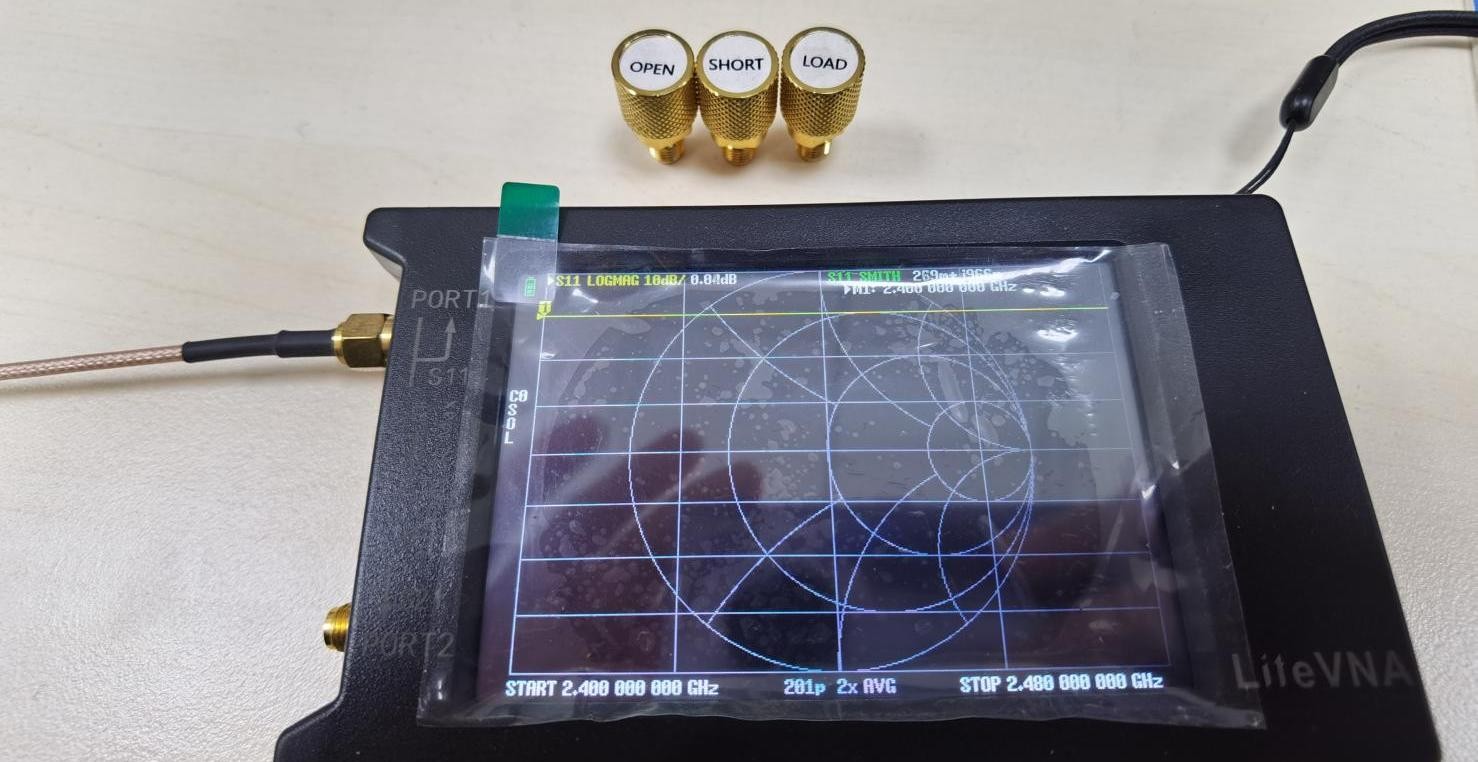 OPEN
SHORT
LOAD
S11 LOGMAG 10dB/ 0.04dB
S11 SMITH
M1: 2.400 000 000 GHz
PORT1
S11
C0
S
O
L
PORT2
START 2.400 000 000 GHz
201p 2x AVG
STOP 2.480 000 000 GHz
LiteVNA